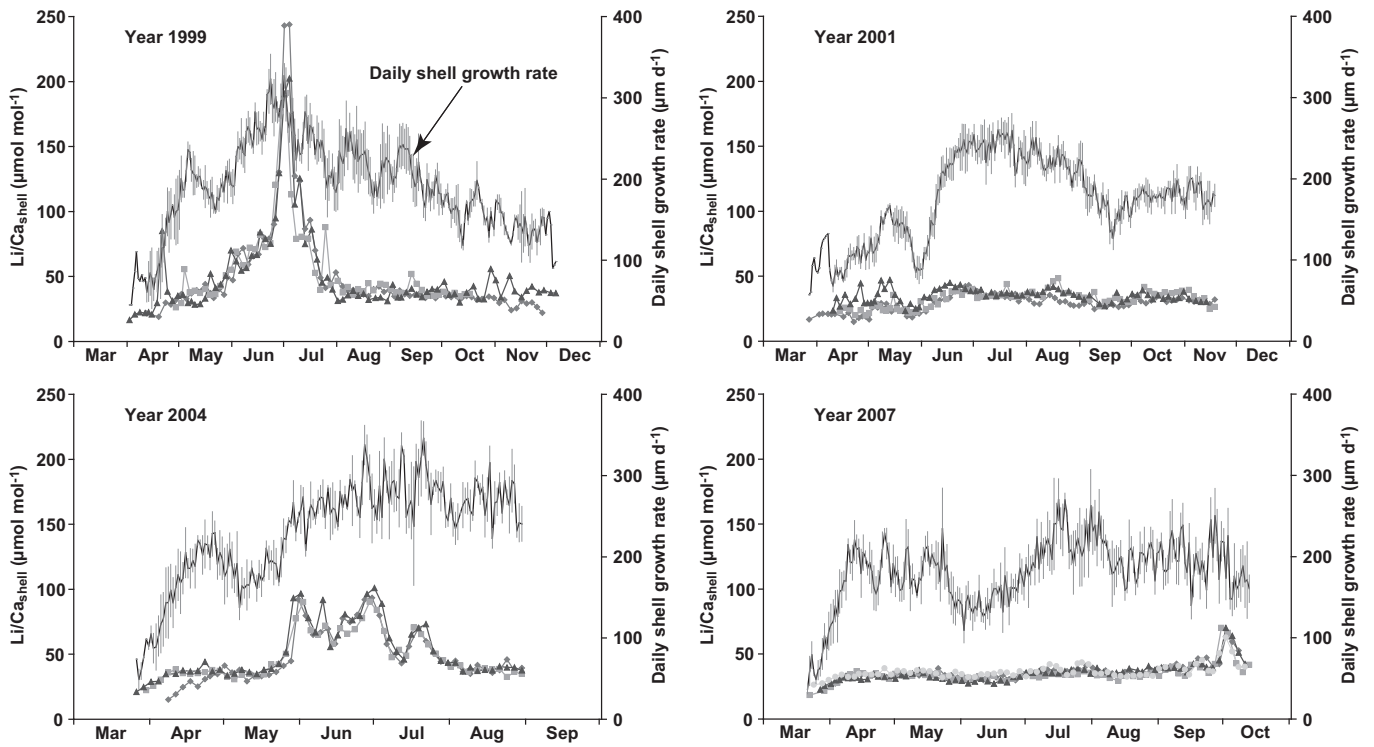 Year 1999
Daily shell growth rate
Li/Ca_shell (µmol mol⁻¹)
250
200
150
100
50
0
Daily shell growth rate (µm d⁻¹)
400
300
200
100
0
Mar Apr May Jun Jul Aug Sep Oct Nov Dec
Year 2001
Li/Ca_shell (µmol mol⁻¹)
250
200
150
100
50
0
Daily shell growth rate (µm d⁻¹)
400
300
200
100
0
Mar Apr May Jun Jul Aug Sep Oct Nov Dec
Year 2004
Li/Ca_shell (µmol mol⁻¹)
250
200
150
100
50
0
Daily shell growth rate (µm d⁻¹)
400
300
200
100
0
Mar Apr May Jun Jul Aug Sep
Year 2007
Li/Ca_shell (µmol mol⁻¹)
250
200
150
100
50
0
Daily shell growth rate (µm d⁻¹)
400
300
200
100
0
Mar Apr May Jun Jul Aug Sep Oct